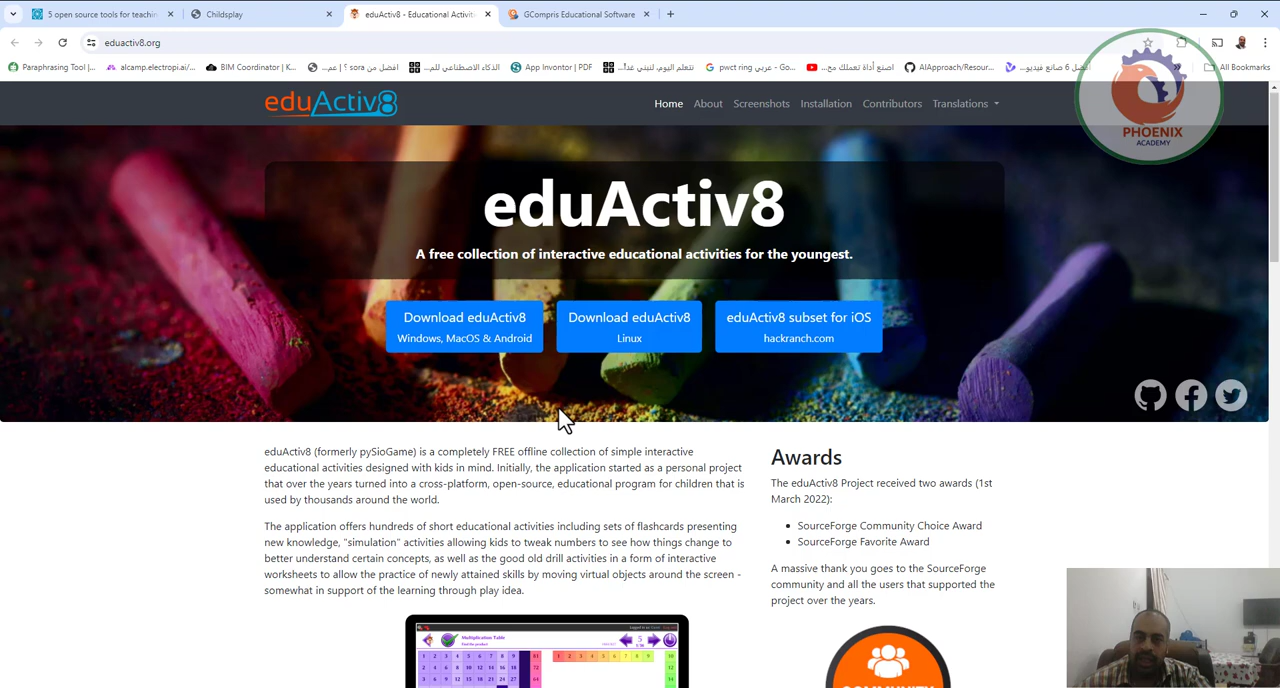 5 open source tools for teachin
Childsplay
eduActiv8 - Educational Activiti
GCompris Educational Software
eduactiv8.org
Paraphrasing Tool |...
alcamp.electropi.ai/...
BIM Coordinator | K...
افضل من sora ؟ | عم...
الذكاء الاصطناعي للم...
App Invontor | PDF
نتعلم اليوم، لنبني غداً...
pwct ring عربي - Go...
اصنع أداة تعملك مح...
AIApproach/Resour...
أفضل 6 صانع فيديو...
All Bookmarks
eduActiv8
Home
About
Screenshots
Installation
Contributors
Translations
PHOENIX
ACADEMY
eduActiv8
A free collection of interactive educational activities for the youngest.
Download eduActiv8
Windows, MacOS & Android
Download eduActiv8
Linux
eduActiv8 subset for iOS
hackranch.com
eduActiv8 (formerly pySioGame) is a completely FREE offline collection of simple interactive
educational activities designed with kids in mind. Initially, the application started as a personal project
that over the years turned into a cross-platform, open-source, educational program for children that is
used by thousands around the world.
The application offers hundreds of short educational activities including sets of flashcards presenting
new knowledge, "simulation" activities allowing kids to tweak numbers to see how things change to
better understand certain concepts, as well as the good old drill activities in a form of interactive
worksheets to allow the practice of newly attained skills by moving virtual objects around the screen -
somewhat in support of the learning through play idea.
Awards
The eduActiv8 Project received two awards (1st
March 2022):
SourceForge Community Choice Award
SourceForge Favorite Award
A massive thank you goes to the SourceForge
community and all the users that supported the
project over the years.
Multiplication Table
Find the product